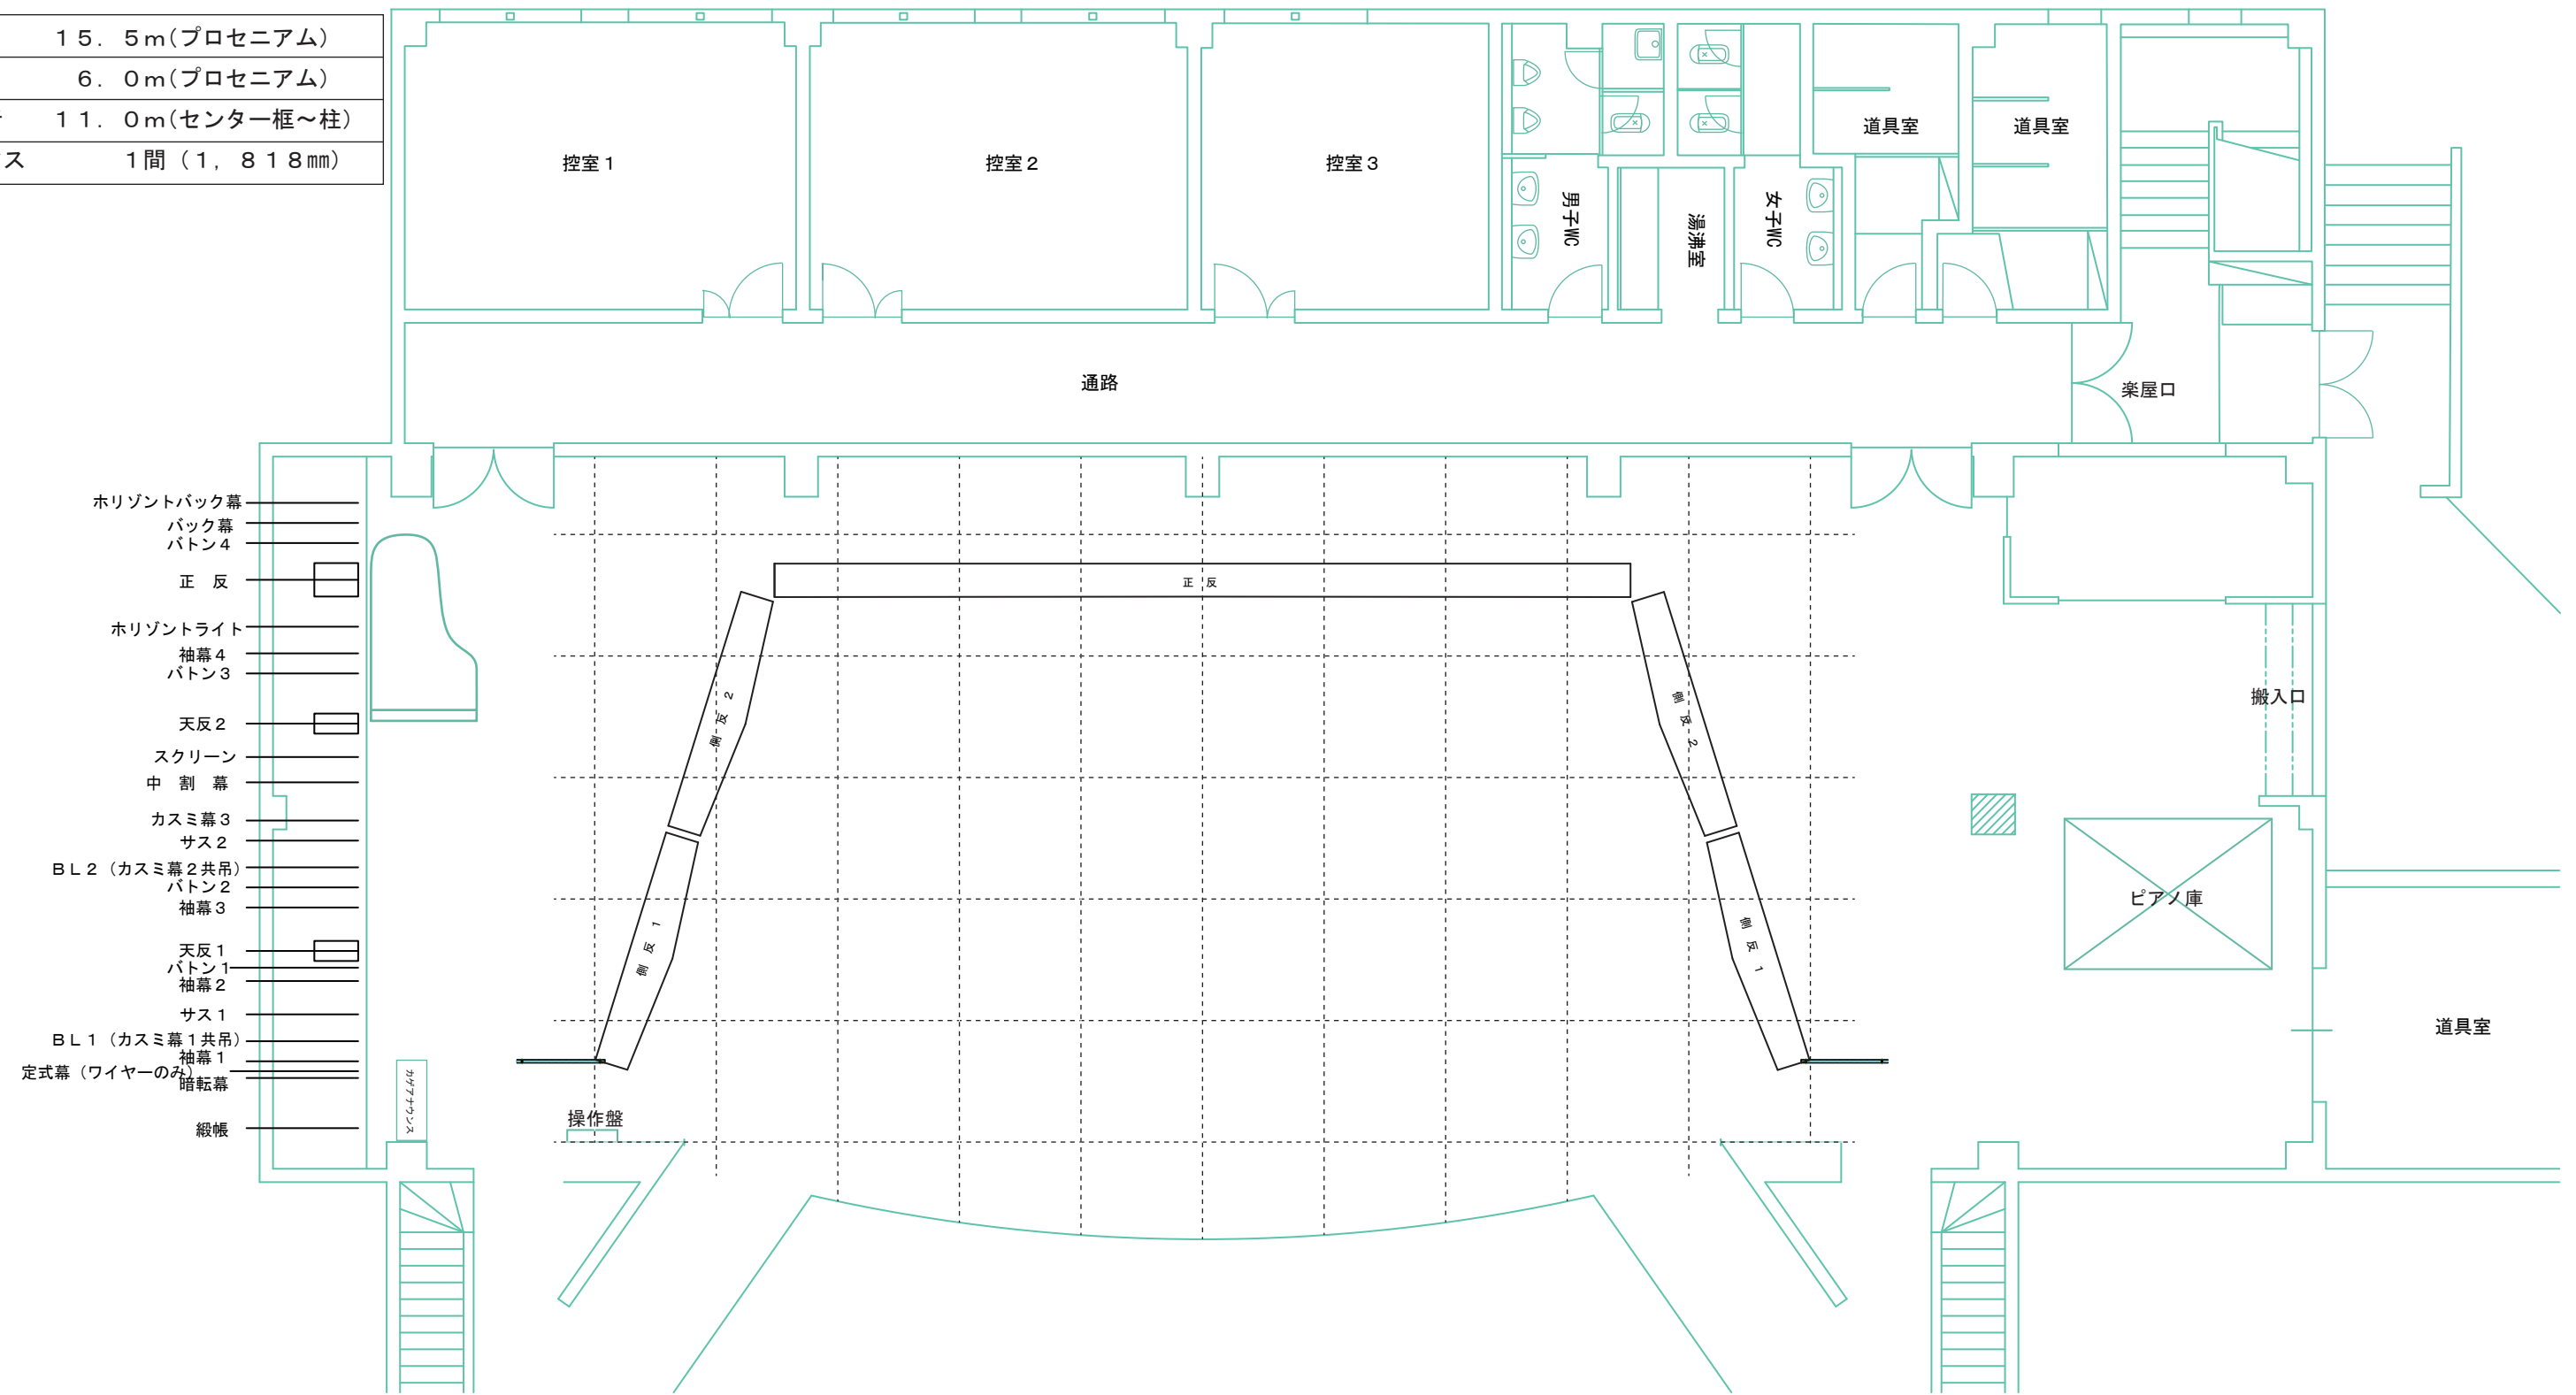 １５．５ｍ(プロセニアム)
６．０ｍ(プロセニアム)
１１．０ｍ(センター框～柱)
ス　１間（１，８１８㎜）
控室１
控室２
控室３
男子WC
湯沸室
女子WC
道具室
道具室
通路
楽屋口
ホリゾントバック幕
バック幕
バトン４
正　反
ホリゾントライト
袖幕４
バトン３
天反２
スクリーン
中　割　幕
カスミ幕３
サス２
ＢＬ２（カスミ幕２共吊）
バトン２
袖幕３
天反１
バトン１
袖幕２
サス１
ＢＬ１（カスミ幕１共吊）
袖幕１
定式幕（ワイヤーのみ）
暗転幕
緞帳
正　反
側　反　２
側　反　２
側　反　１
側　反　１
搬入口
ピアノ庫
道具室
カゲアナウンス
操作盤